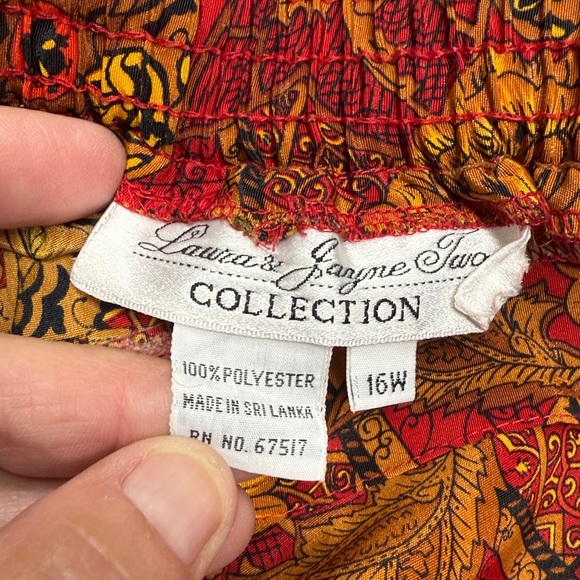 Laura & Jayne Two
COLLECTION
100% POLYESTER
MADE IN SRI LANKA
RN NO. 67517
16W